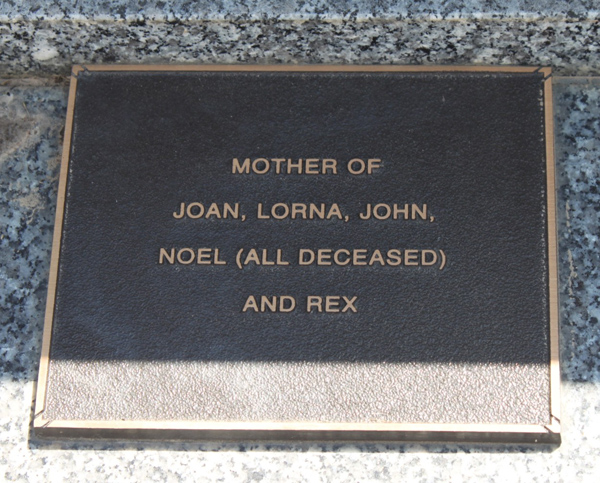 MOTHER OF
JOAN, LORNA, JOHN,
NOEL (ALL DECEASED)
AND REX